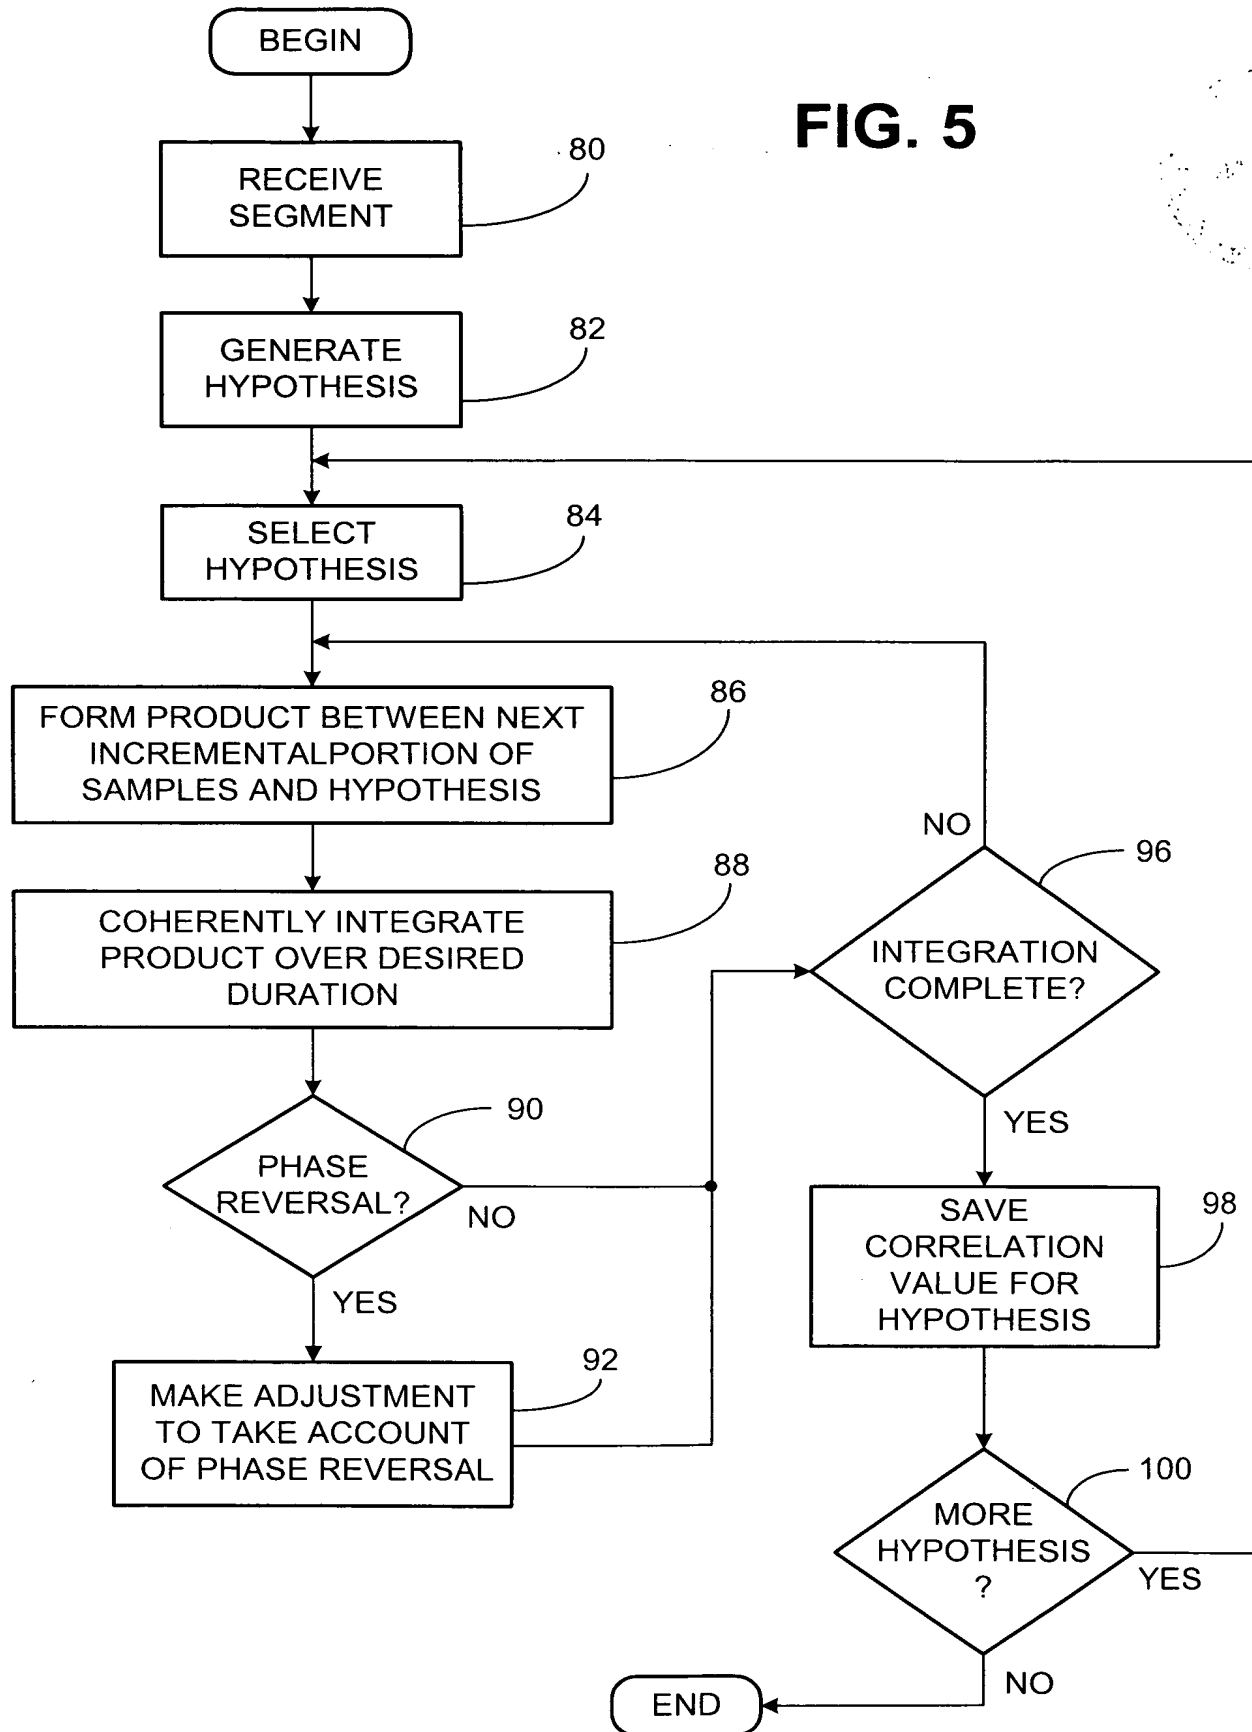 BEGIN
FIG. 5
80
RECEIVE
SEGMENT
82
GENERATE
HYPOTHESIS
84
SELECT
HYPOTHESIS
86
FORM PRODUCT BETWEEN NEXT
INCREMENTALPORTION OF
SAMPLES AND HYPOTHESIS
88
COHERENTLY INTEGRATE
PRODUCT OVER DESIRED
DURATION
90
PHASE
REVERSAL?
NO
YES
92
MAKE ADJUSTMENT
TO TAKE ACCOUNT
OF PHASE REVERSAL
NO
96
INTEGRATION
COMPLETE?
YES
98
SAVE
CORRELATION
VALUE FOR
HYPOTHESIS
100
MORE
HYPOTHESIS
?
YES
NO
END